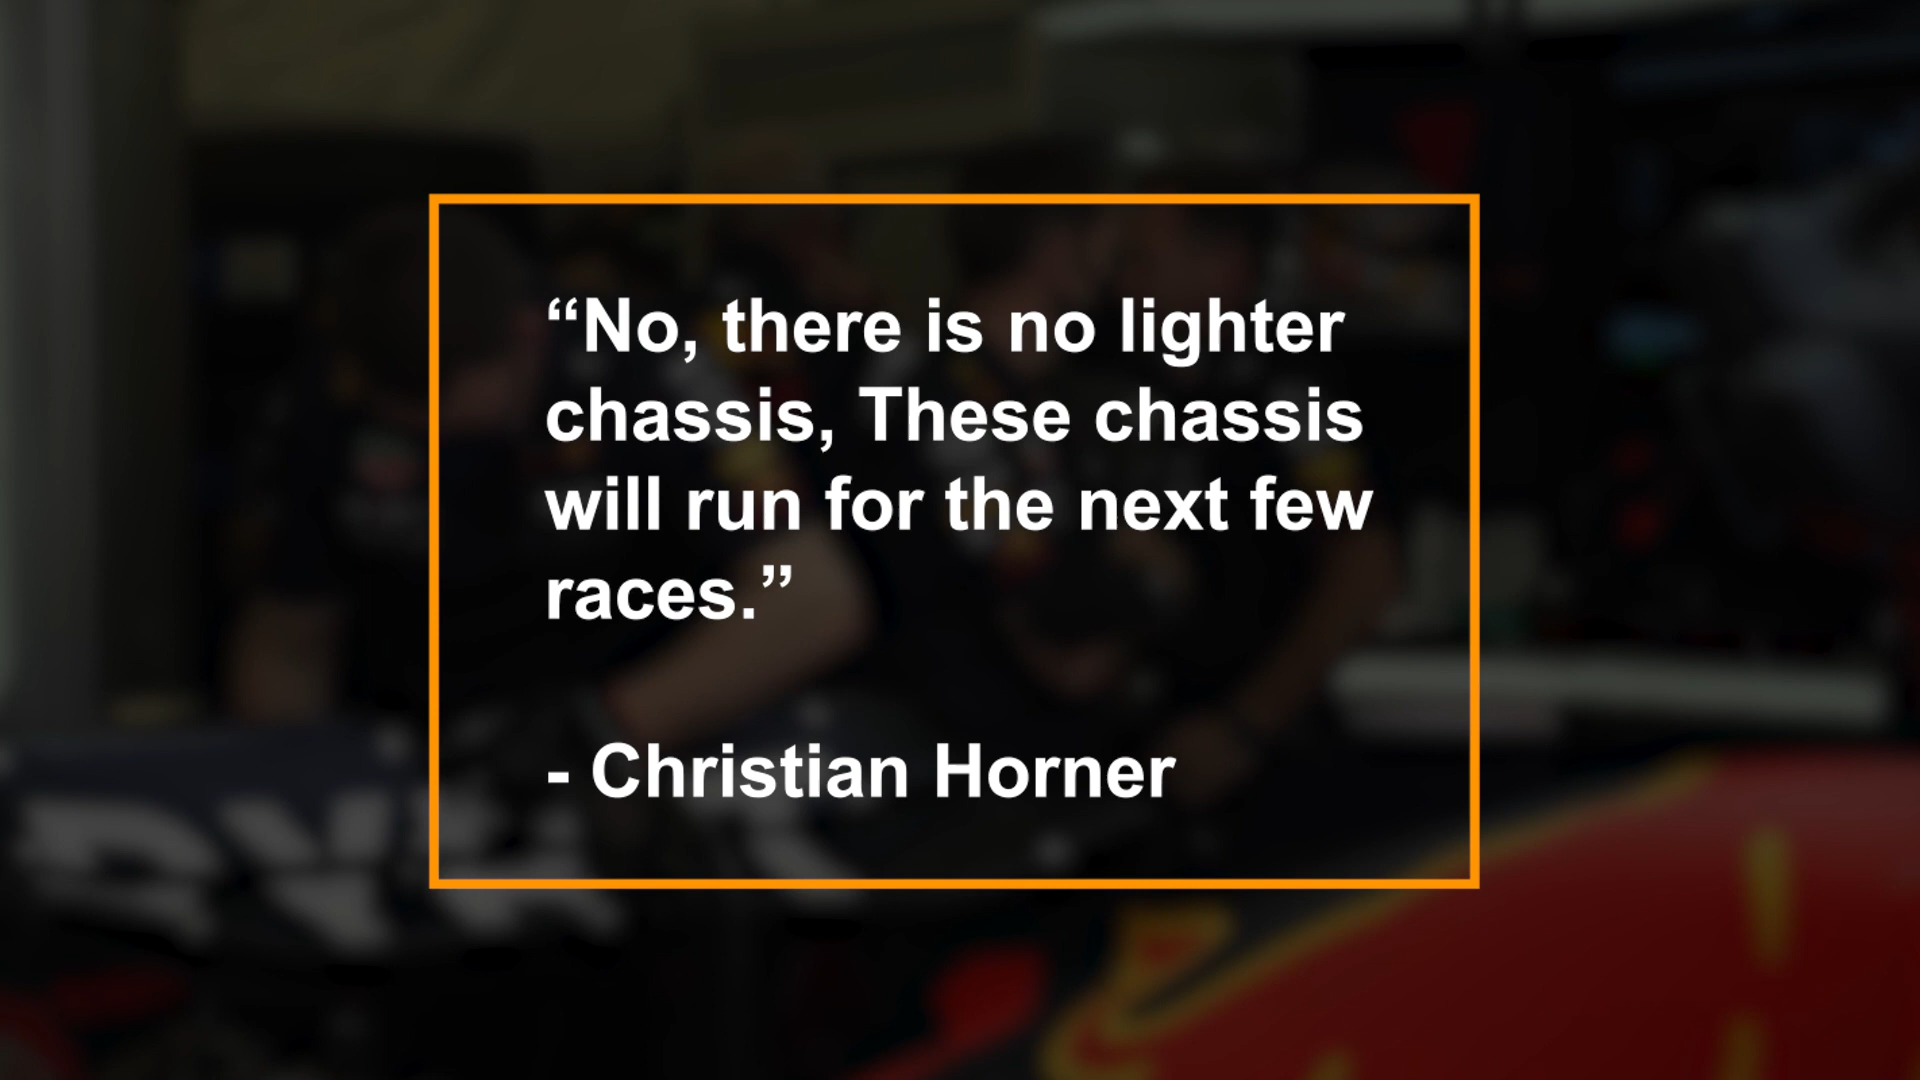 “No, there is no lighter
chassis, These chassis
will run for the next few
races.”
- Christian Horner